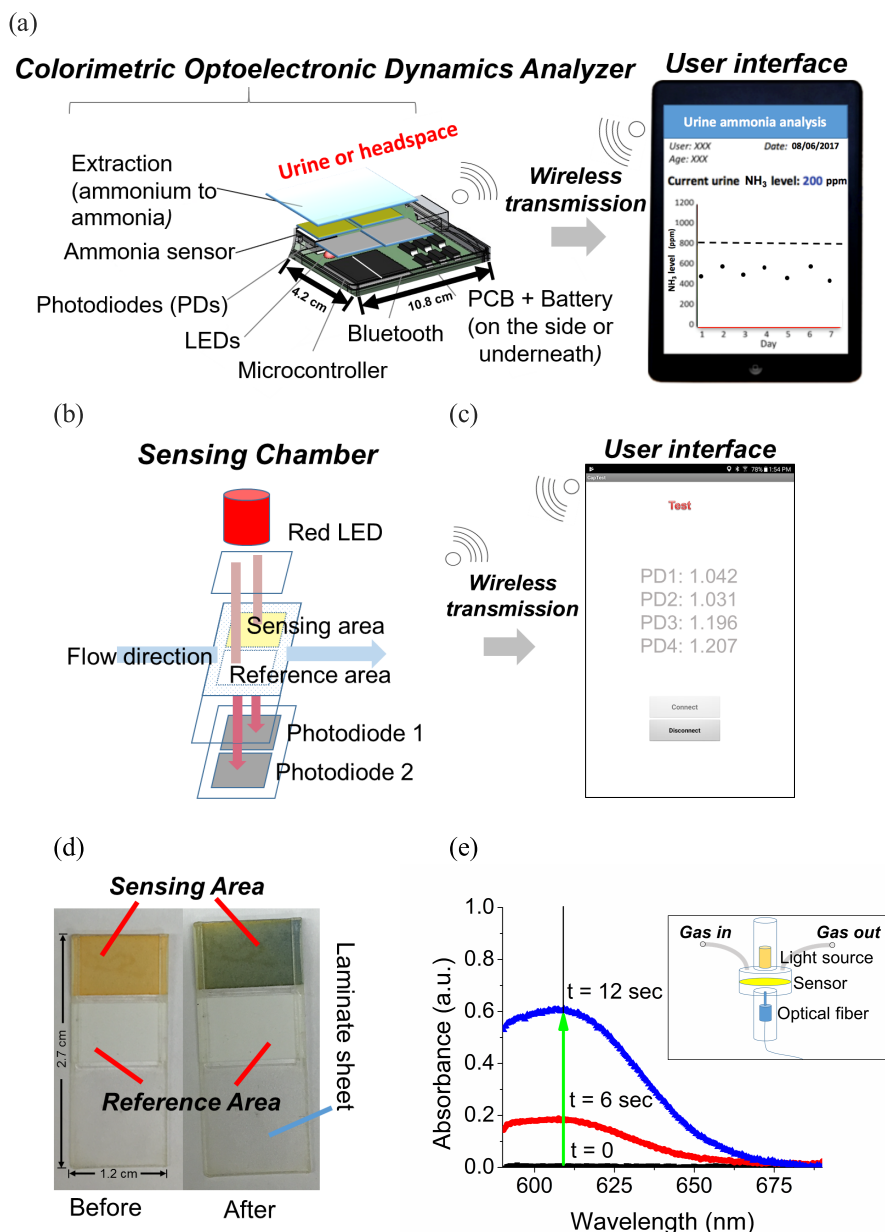 (a)
Colorimetric Optoelectronic Dynamics Analyzer
User interface
Urine or headspace
Extraction
(ammonium to
ammonia)
Ammonia sensor
Photodiodes (PDs)
LEDs
Microcontroller
Bluetooth
PCB + Battery
(on the side or
underneath)
4.2 cm
10.8 cm
Wireless
transmission
Urine ammonia analysis
User: XXX
Date: 08/06/2017
Age: XXX
Current urine NH3 level: 200 ppm
NH3 level (ppm)
1200
1000
800
600
400
200
0
1 2 3 4 5 6 7
Day
(b)
Sensing Chamber
Red LED
Sensing area
Flow direction
Reference area
Photodiode 1
Photodiode 2
(c)
User interface
Wireless
transmission
78% 1:54 PM
CapTest
Test
PD1: 1.042
PD2: 1.031
PD3: 1.196
PD4: 1.207
Connect
Disconnect
(d)
Sensing Area
Reference Area
Laminate sheet
2.7 cm
1.2 cm
Before
After
(e)
Absorbance (a.u.)
1.0
0.8
0.6
0.4
0.2
0.0
t = 12 sec
t = 6 sec
t = 0
600 625 650 675
Wavelength (nm)
Gas in
Gas out
Light source
Sensor
Optical fiber